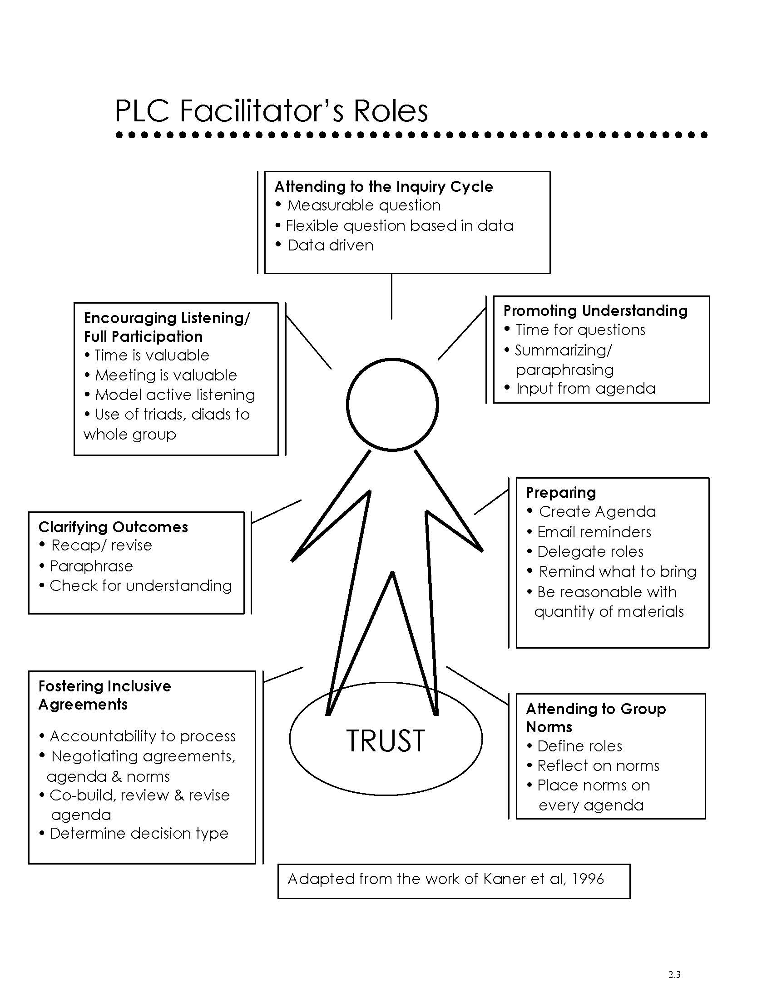 PLC Facilitator’s Roles
Attending to the Inquiry Cycle
• Measurable question
• Flexible question based in data
• Data driven
Encouraging Listening/
Full Participation
• Time is valuable
• Meeting is valuable
• Model active listening
• Use of triads, diads to
whole group
Promoting Understanding
• Time for questions
• Summarizing/
paraphrasing
• Input from agenda
Clarifying Outcomes
• Recap/ revise
• Paraphrase
• Check for understanding
Preparing
• Create Agenda
• Email reminders
• Delegate roles
• Remind what to bring
• Be reasonable with
quantity of materials
Fostering Inclusive
Agreements
• Accountability to process
• Negotiating agreements,
agenda & norms
• Co-build, review & revise
agenda
• Determine decision type
TRUST
Attending to Group
Norms
• Define roles
• Reflect on norms
• Place norms on
every agenda
Adapted from the work of Kaner et al, 1996
2.3